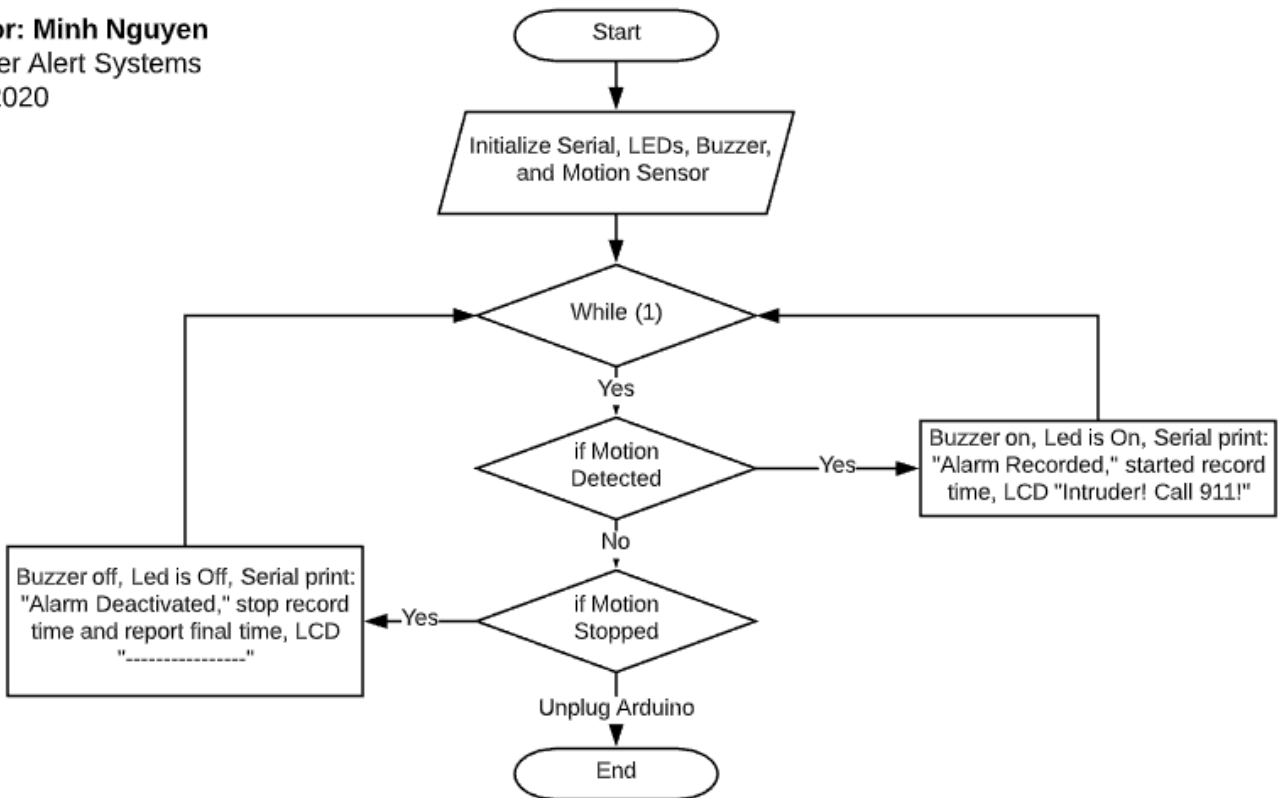 or: Minh Nguyen
er Alert Systems
2020
Start
Initialize Serial, LEDs, Buzzer,
and Motion Sensor
While (1)
Yes
if Motion
Detected
Yes
Buzzer on, Led is On, Serial print:
"Alarm Recorded," started record
time, LCD "Intruder! Call 911!"
No
if Motion
Stopped
Yes
Buzzer off, Led is Off, Serial print:
"Alarm Deactivated," stop record
time and report final time, LCD
"----------------"
Unplug Arduino
End